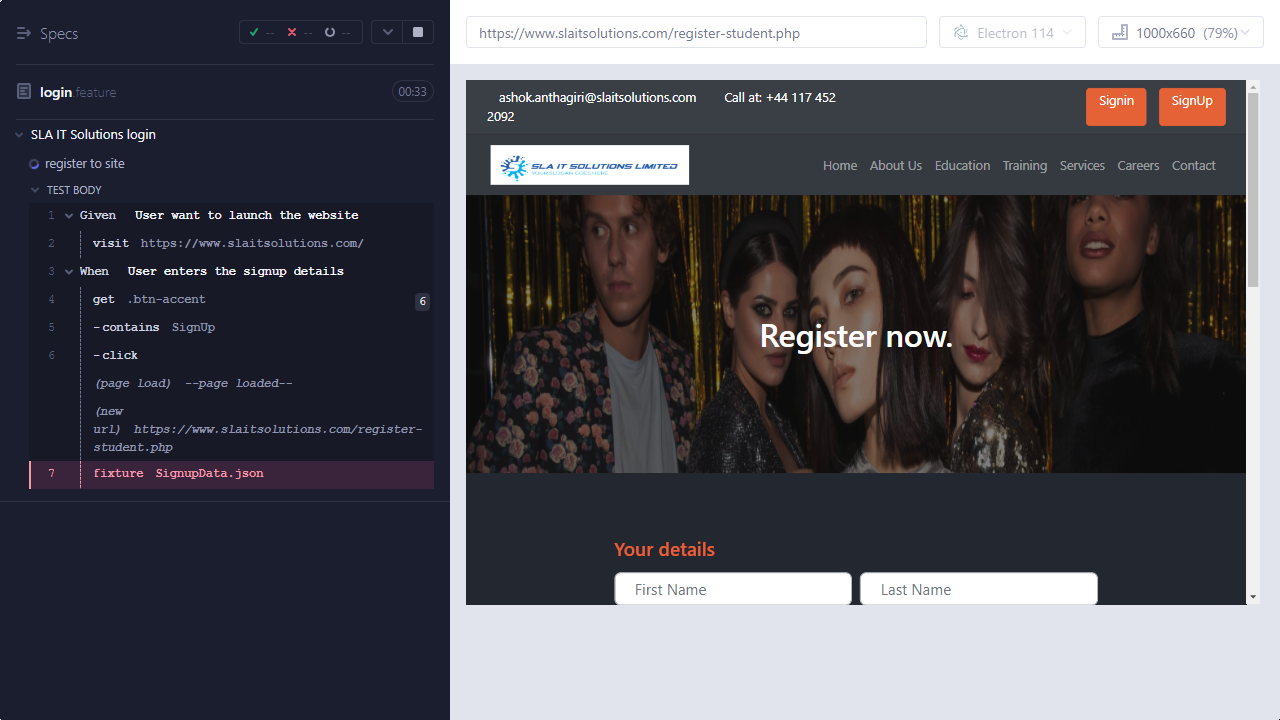 Specs
-- -- --
login feature 00:33
SLA IT Solutions login
register to site
TEST BODY
1 Given User want to launch the website
2 visit https://www.slaitsolutions.com/
3 When User enters the signup details
4 get .btn-accent 6
5 -contains SignUp
6 -click
(page load) --page loaded--
(new
url) https://www.slaitsolutions.com/register-
student.php
7 fixture SignupData.json
https://www.slaitsolutions.com/register-student.php
Electron 114
1000x660 (79%)
ashok.anthagiri@slaitsolutions.com Call at: +44 117 452
2092
Signin SignUp
SLA IT SOLUTIONS LIMITED
YOUR SLOGAN GOES HERE
Home About Us Education Training Services Careers Contact
Register now.
Your details
First Name Last Name